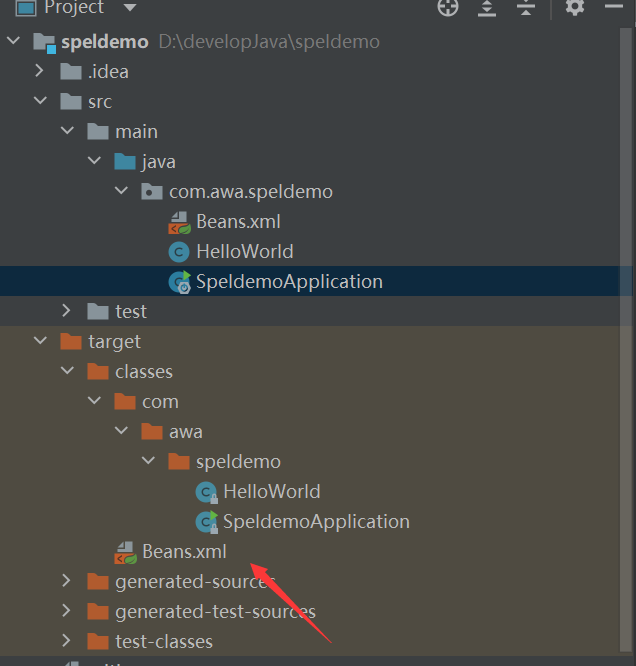 Project
speldemo D:\developJava\speldemo
.idea
src
main
java
com.awa.speldemo
Beans.xml
HelloWorld
SpeldemoApplication
test
target
classes
com
awa
speldemo
HelloWorld
SpeldemoApplication
Beans.xml
generated-sources
generated-test-sources
test-classes